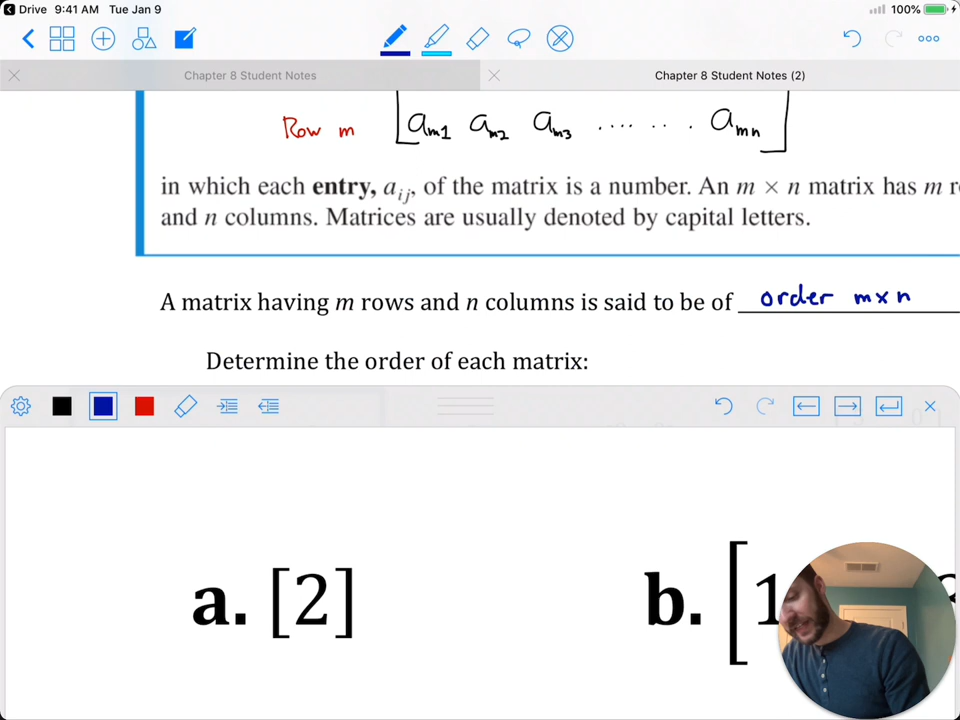 Drive 9:41 AM Tue Jan 9 100%
Chapter 8 Student Notes Chapter 8 Student Notes (2)
Row m am1 am2 am3 ....... . amn
in which each entry, aij, of the matrix is a number. An m × n matrix has m r
and n columns. Matrices are usually denoted by capital letters.
A matrix having m rows and n columns is said to be of order m×n
Determine the order of each matrix:
a. [2] b. [1